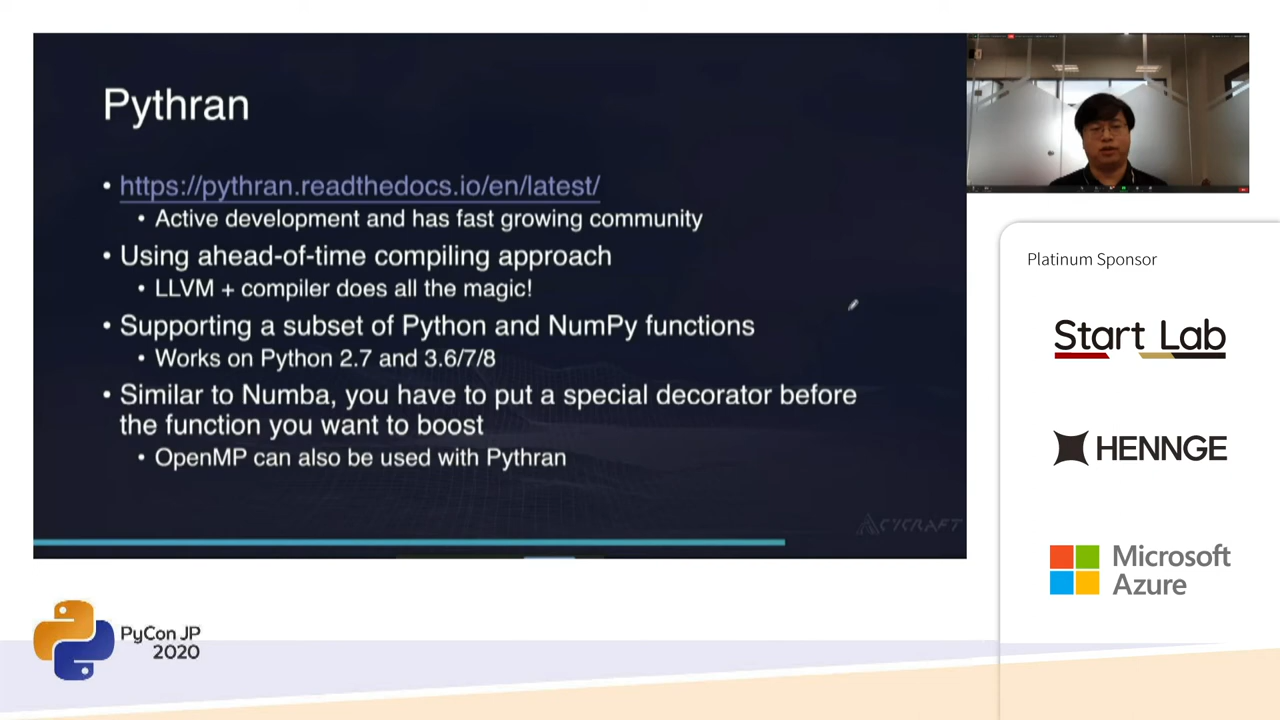 Pythran
• https://pythran.readthedocs.io/en/latest/
• Active development and has fast growing community
• Using ahead-of-time compiling approach
• LLVM + compiler does all the magic!
• Supporting a subset of Python and NumPy functions
• Works on Python 2.7 and 3.6/7/8
• Similar to Numba, you have to put a special decorator before
the function you want to boost
• OpenMP can also be used with Pythran
CYCRAFT
Platinum Sponsor
Start Lab
HENNGE
Microsoft
Azure
PyCon JP
2020